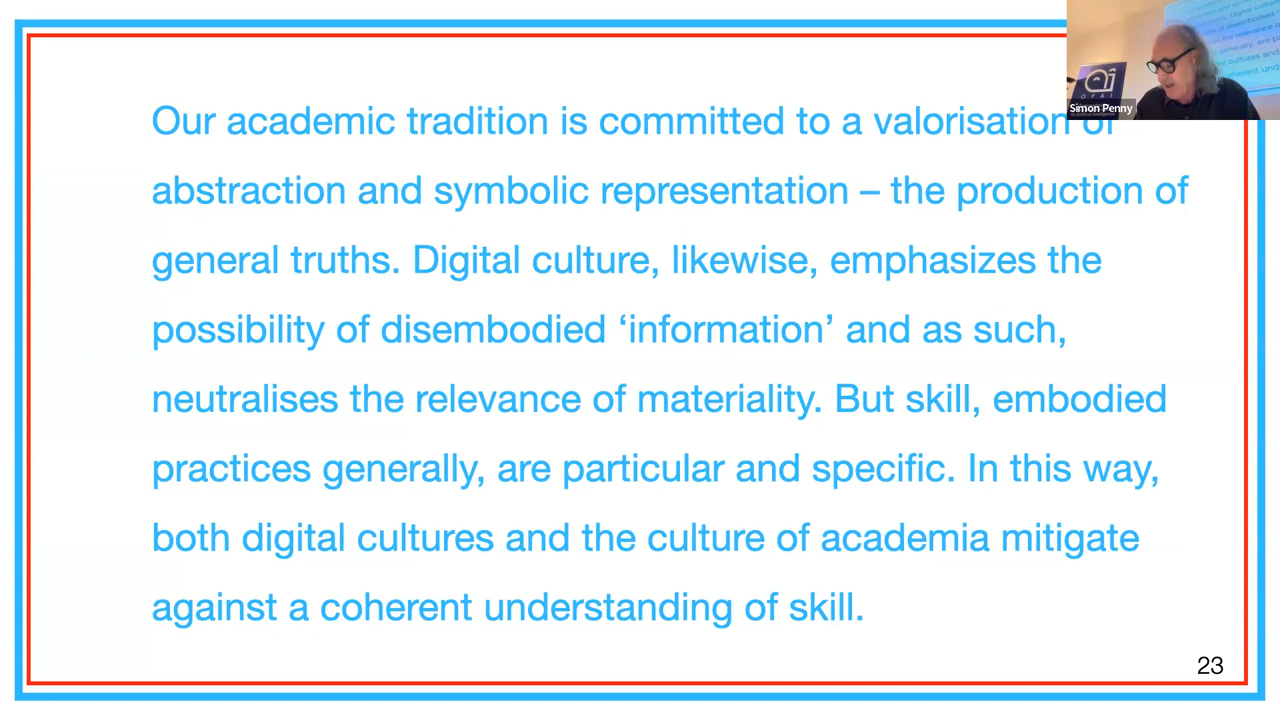 Our academic tradition is committed to a valorisation of
abstraction and symbolic representation – the production of
general truths. Digital culture, likewise, emphasizes the
possibility of disembodied ‘information’ and as such,
neutralises the relevance of materiality. But skill, embodied
practices generally, are particular and specific. In this way,
both digital cultures and the culture of academia mitigate
against a coherent understanding of skill.
23
Simon Penny